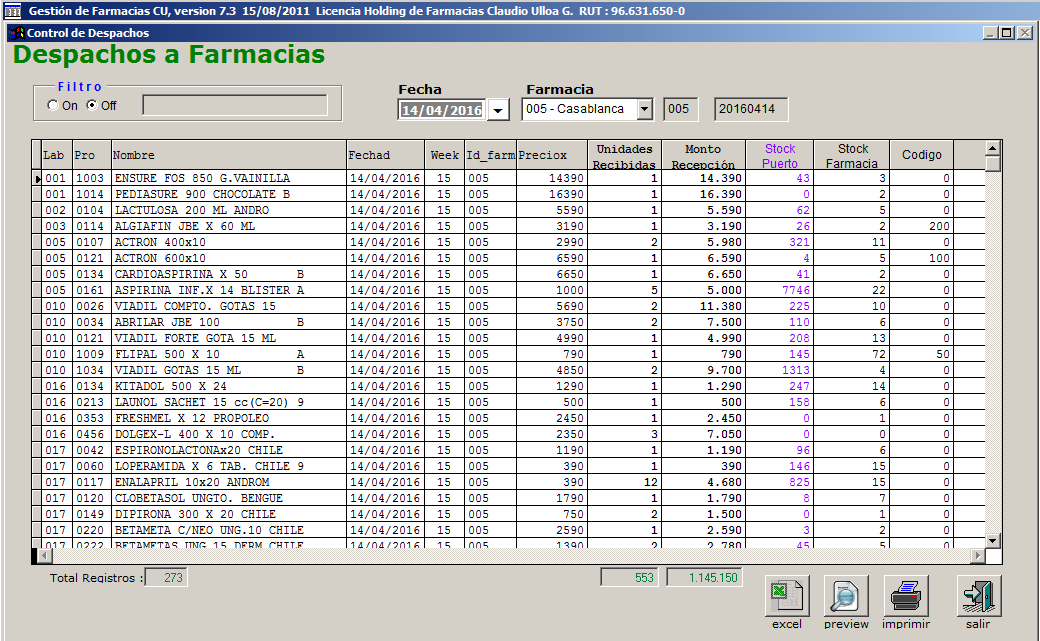 Gestión de Farmacias CU, version 7.3 15/08/2011 Licencia Holding de Farmacias Claudio Ulloa G. RUT : 96.631.650-0
Control de Despachos
Despachos a Farmacias
Filtro
On Off
Fecha
14/04/2016
Farmacia
005 - Casablanca 005 20160414
Lab Pro Nombre Fechad Week Id_farm Preciox Unidades Recibidas Monto Recepción Stock Puerto Stock Farmacia Codigo
001 1003 ENSURE FOS 850 G.VAINILLA 14/04/2016 15 005 14390 1 14.390 43 3 0
001 1014 PEDIASURE 900 CHOCOLATE B 14/04/2016 15 005 16390 1 16.390 0 2 0
002 0104 LACTULOSA 200 ML ANDRO 14/04/2016 15 005 5590 1 5.590 62 5 0
003 0114 ALGIAFIN JBE X 60 ML 14/04/2016 15 005 3190 1 3.190 26 2 200
005 0107 ACTRON 400x10 14/04/2016 15 005 2990 2 5.980 321 11 0
005 0121 ACTRON 600x10 14/04/2016 15 005 6590 1 6.590 4 5 100
005 0134 CARDIOASPIRINA X 50 B 14/04/2016 15 005 6650 1 6.650 41 2 0
005 0161 ASPIRINA INF.X 14 BLISTER A 14/04/2016 15 005 1000 5 5.000 7746 22 0
010 0026 VIADIL COMPTO. GOTAS 15 14/04/2016 15 005 5690 2 11.380 225 10 0
010 0034 ABRILAR JBE 100 B 14/04/2016 15 005 3750 2 7.500 110 6 0
010 0121 VIADIL FORTE GOTA 15 ML 14/04/2016 15 005 4990 1 4.990 208 13 0
010 1009 FLIPAL 500 X 10 A 14/04/2016 15 005 790 1 790 145 72 50
010 1034 VIADIL GOTAS 15 ML B 14/04/2016 15 005 4850 2 9.700 1313 4 0
016 0134 KITADOL 500 X 24 14/04/2016 15 005 1290 1 1.290 247 14 0
016 0213 LAUNOL SACHET 15 cc(C=20) 9 14/04/2016 15 005 500 1 500 158 6 0
016 0353 FRESHMEL X 12 PROPOLEO 14/04/2016 15 005 2450 1 2.450 0 1 0
016 0456 DOLGEX-L 400 X 10 COMP. 14/04/2016 15 005 2350 3 7.050 0 0 0
017 0042 ESPIRONOLACTONAx20 CHILE 14/04/2016 15 005 1190 1 1.190 96 6 0
017 0060 LOPERAMIDA X 6 TAB. CHILE 9 14/04/2016 15 005 390 1 390 146 15 0
017 0117 ENALAPRIL 10x20 ANDROM 14/04/2016 15 005 390 12 4.680 825 15 0
017 0120 CLOBETASOL UNGTO. BENGUE 14/04/2016 15 005 1790 1 1.790 8 7 0
017 0149 DIPIRONA 300 X 20 CHILE 14/04/2016 15 005 750 2 1.500 0 1 0
017 0220 BETAMETA C/NEO UNG.10 CHILE 14/04/2016 15 005 2590 1 2.590 3 2 0
017 0222 BETAMETAS UNG 15 DERM CHILE 14/04/2016 15 005 1390 2 2.780 45 5 0
Total Registros : 273 553 1.145.150
excel preview imprimir salir